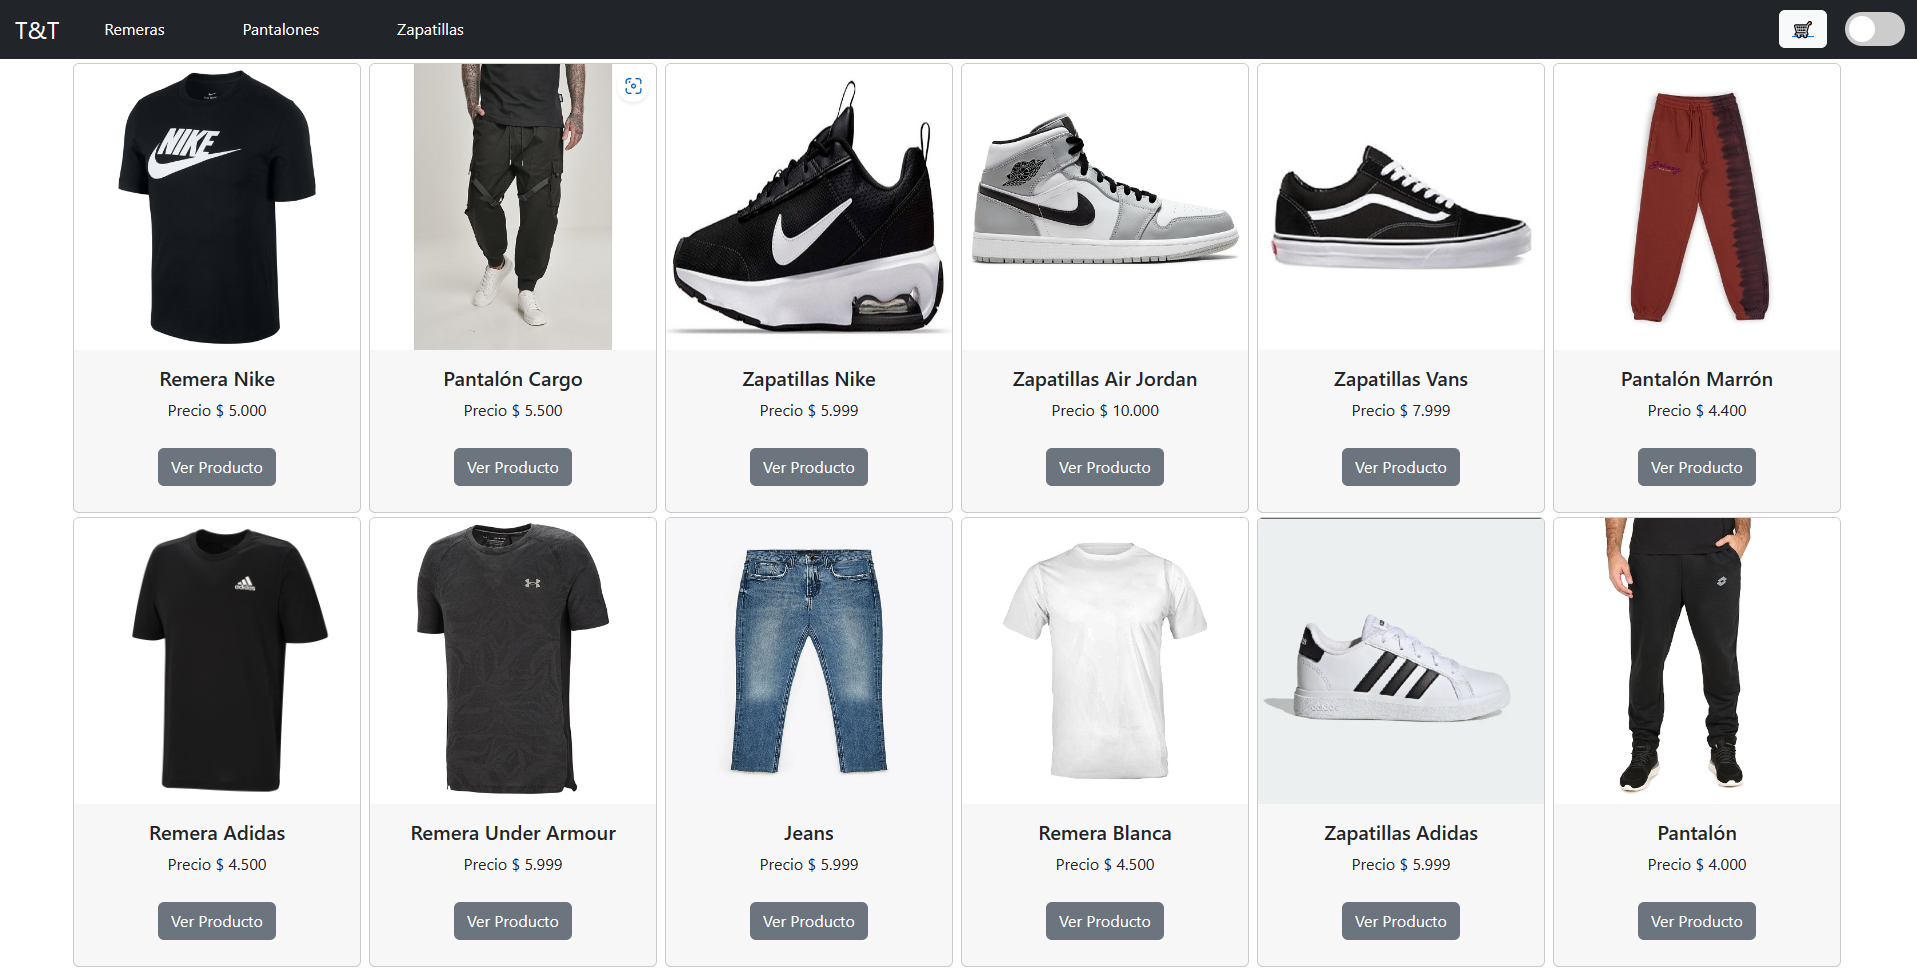 T&T
Remeras
Pantalones
Zapatillas
NIKE
Remera Nike
Precio $ 5.000
Ver Producto
Pantalón Cargo
Precio $ 5.500
Ver Producto
Zapatillas Nike
Precio $ 5.999
Ver Producto
Zapatillas Air Jordan
Precio $ 10.000
Ver Producto
Zapatillas Vans
Precio $ 7.999
Ver Producto
Pantalón Marrón
Precio $ 4.400
Ver Producto
adidas
Remera Adidas
Precio $ 4.500
Ver Producto
Remera Under Armour
Precio $ 5.999
Ver Producto
Jeans
Precio $ 5.999
Ver Producto
Remera Blanca
Precio $ 4.500
Ver Producto
adidas
Zapatillas Adidas
Precio $ 5.999
Ver Producto
Pantalón
Precio $ 4.000
Ver Producto